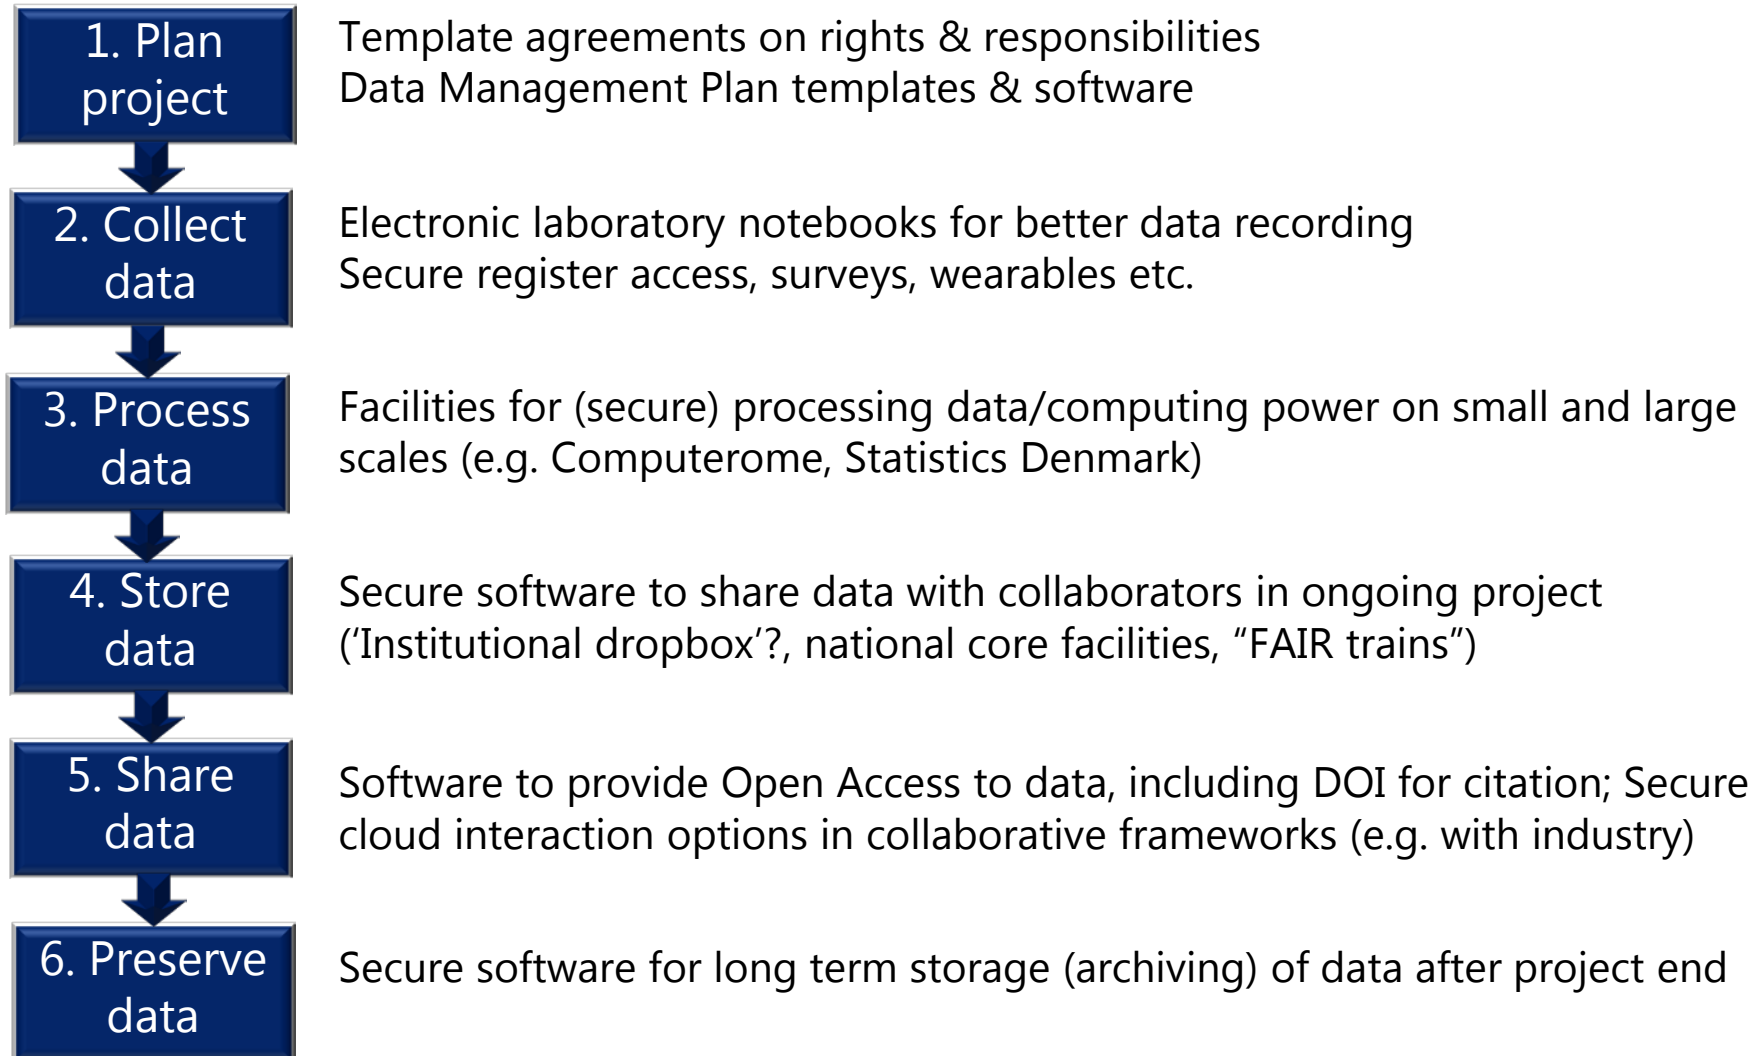 1. Plan
project
Template agreements on rights & responsibilities
Data Management Plan templates & software
2. Collect
data
Electronic laboratory notebooks for better data recording
Secure register access, surveys, wearables etc.
3. Process
data
Facilities for (secure) processing data/computing power on small and large
scales (e.g. Computerome, Statistics Denmark)
4. Store
data
Secure software to share data with collaborators in ongoing project
(‘Institutional dropbox’?, national core facilities, “FAIR trains”)
5. Share
data
Software to provide Open Access to data, including DOI for citation; Secure
cloud interaction options in collaborative frameworks (e.g. with industry)
6. Preserve
data
Secure software for long term storage (archiving) of data after project end